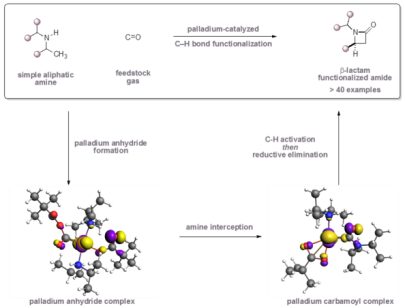 palladium-catalyzed
C–H bond functionalization
N
H
CH3
C=O
N
O
H
simple aliphatic
amine
feedstock
gas
β-lactam
functionalized amide
> 40 examples
palladium anhydride
formation
C-H activation
then
reductive elimination
amine interception
palladium anhydride complex
palladium carbamoyl complex